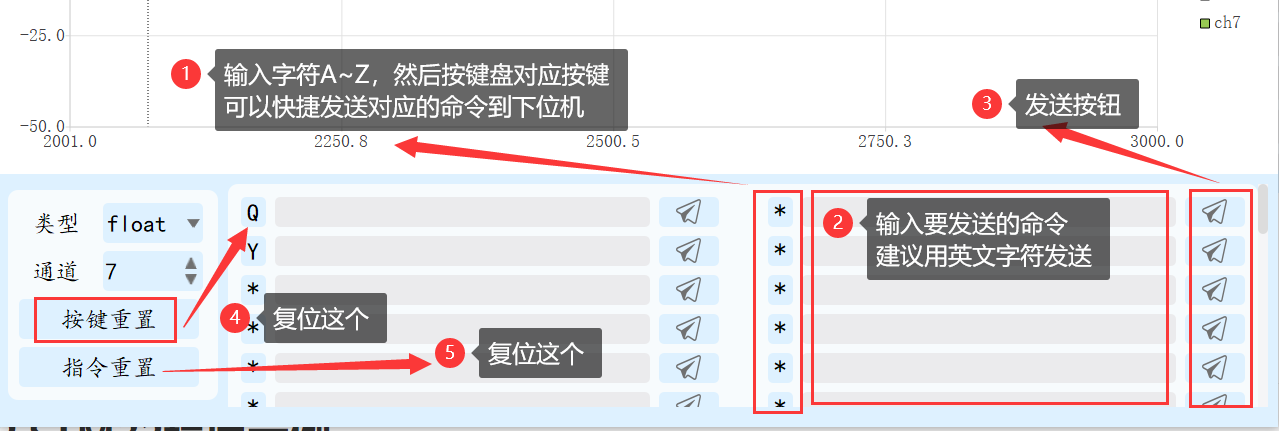 -25.0
ch7
1
输入字符A~Z，然后按键盘对应按键
可以快捷发送对应的命令到下位机
3
发送按钮
-50.0
2001.0
2250.8
2500.5
2750.3
3000.0
类型
float
通道
7
按键重置
指令重置
Q
Y
*
*
*
*
4
复位这个
5
复位这个
*
*
*
*
*
*
2
输入要发送的命令
建议用英文字符发送